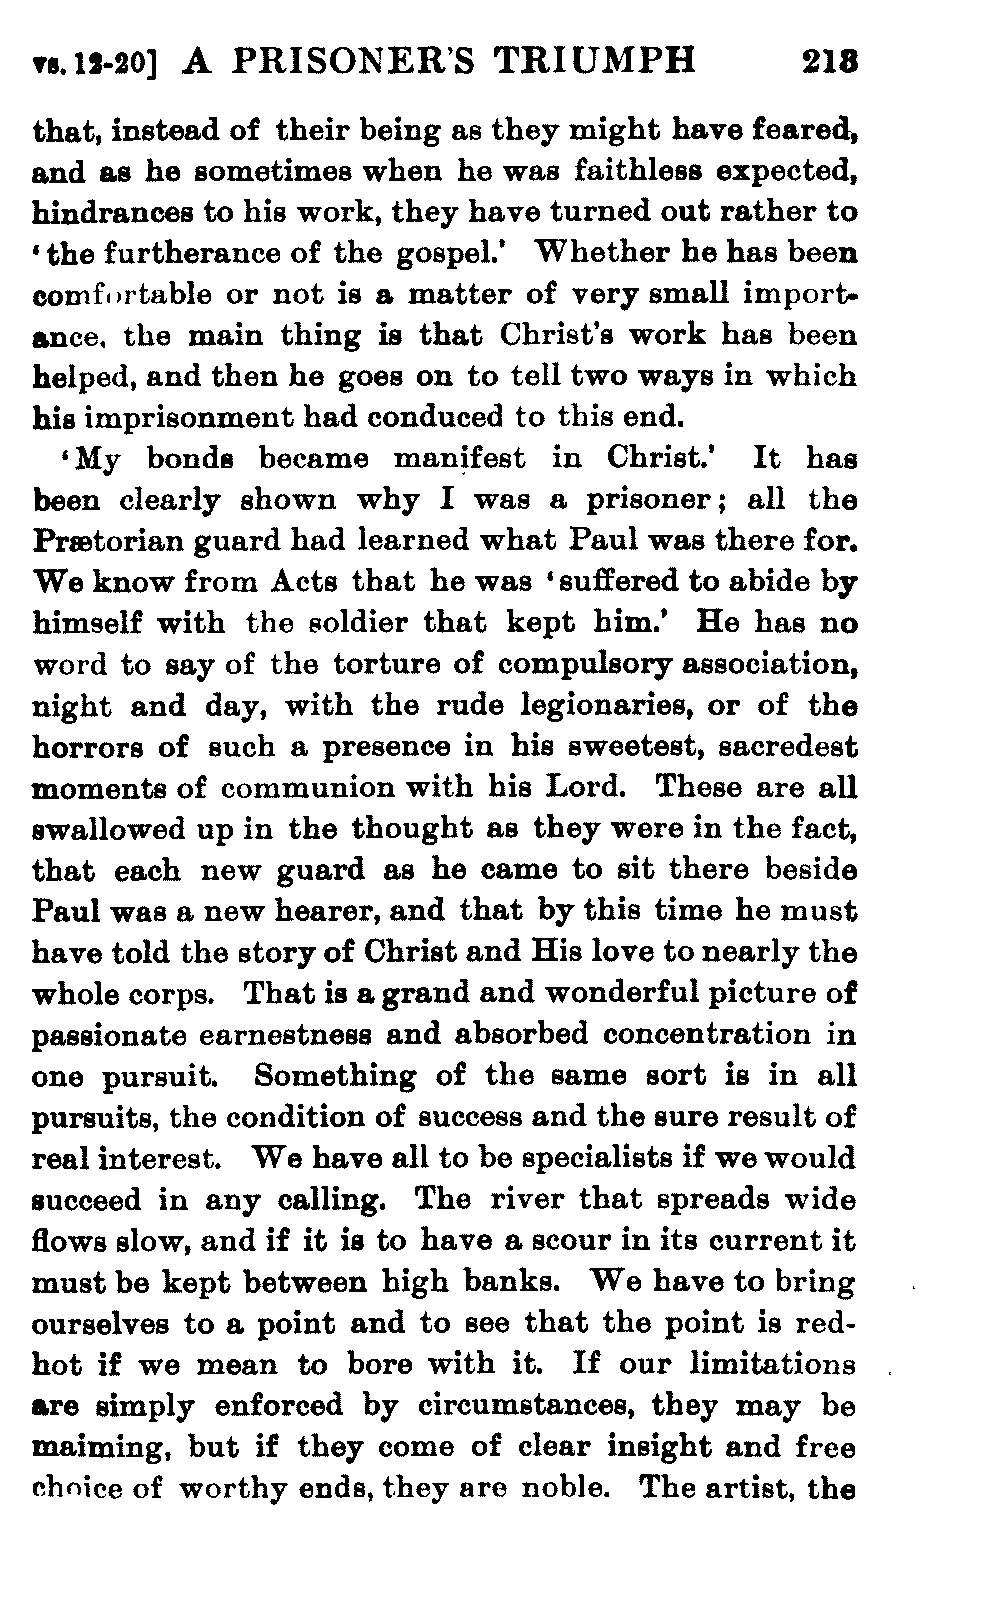 vs. 12-20] A PRISONER'S TRIUMPH 213
that, instead of their being as they might have feared,
and as he sometimes when he was faithless expected,
hindrances to his work, they have turned out rather to
‘the furtherance of the gospel.’ Whether he has been
comfortable or not is a matter of very small import-
ance, the main thing is that Christ's work has been
helped, and then he goes on to tell two ways in which
his imprisonment had conduced to this end.
‘My bonds became manifest in Christ.’ It has
been clearly shown why I was a prisoner; all the
Prætorian guard had learned what Paul was there for.
We know from Acts that he was ‘suffered to abide by
himself with the soldier that kept him.’ He has no
word to say of the torture of compulsory association,
night and day, with the rude legionaries, or of the
horrors of such a presence in his sweetest, sacredest
moments of communion with his Lord. These are all
swallowed up in the thought as they were in the fact,
that each new guard as he came to sit there beside
Paul was a new hearer, and that by this time he must
have told the story of Christ and His love to nearly the
whole corps. That is a grand and wonderful picture of
passionate earnestness and absorbed concentration in
one pursuit. Something of the same sort is in all
pursuits, the condition of success and the sure result of
real interest. We have all to be specialists if we would
succeed in any calling. The river that spreads wide
flows slow, and if it is to have a scour in its current it
must be kept between high banks. We have to bring
ourselves to a point and to see that the point is red-
hot if we mean to bore with it. If our limitations
are simply enforced by circumstances, they may be
maiming, but if they come of clear insight and free
choice of worthy ends, they are noble. The artist, the